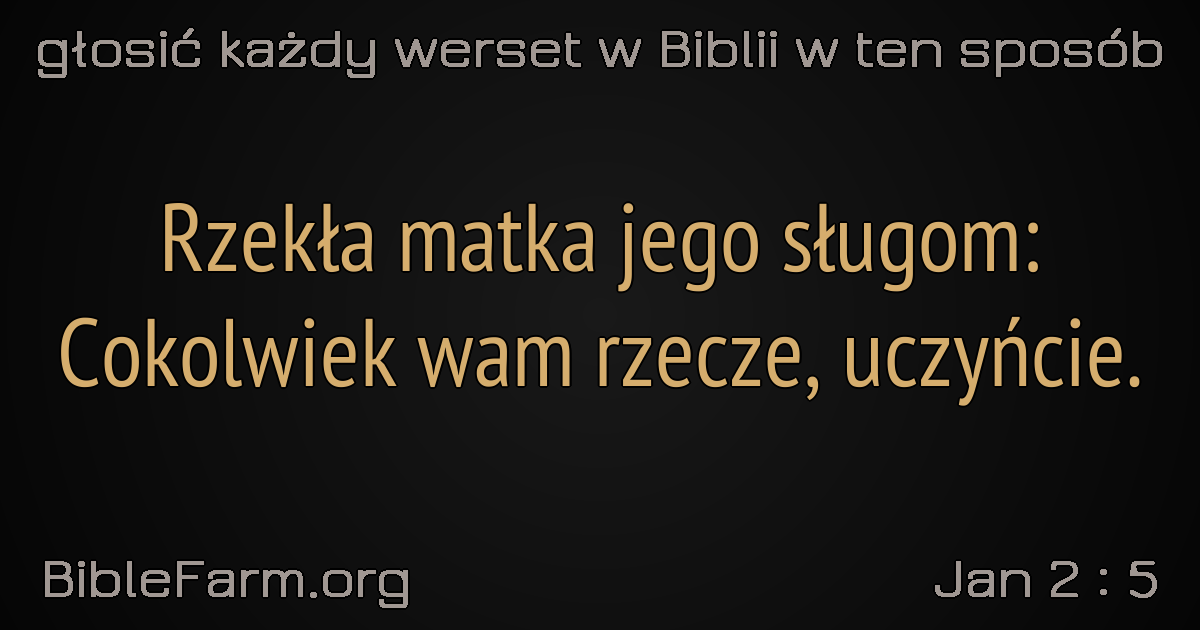 głosić każdy werset w Biblii w ten sposób
Rzekła matka jego sługom:
Cokolwiek wam rzecze, uczyńcie.
BibleFarm.org
Jan 2 : 5